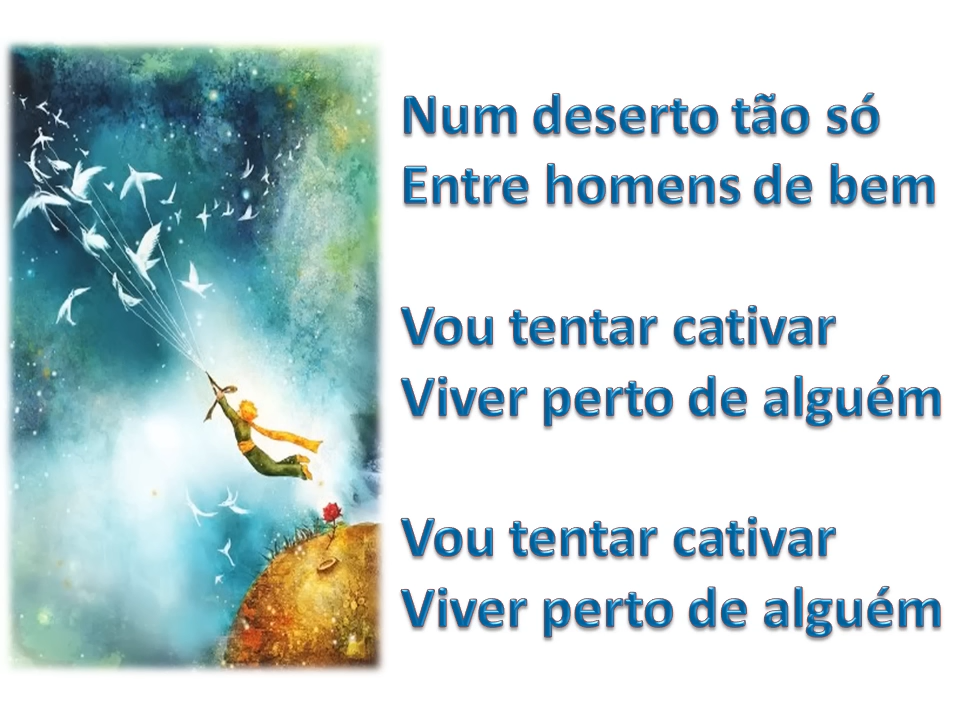 Num deserto tão só
Entre homens de bem
Vou tentar cativar
Viver perto de alguém
Vou tentar cativar
Viver perto de alguém